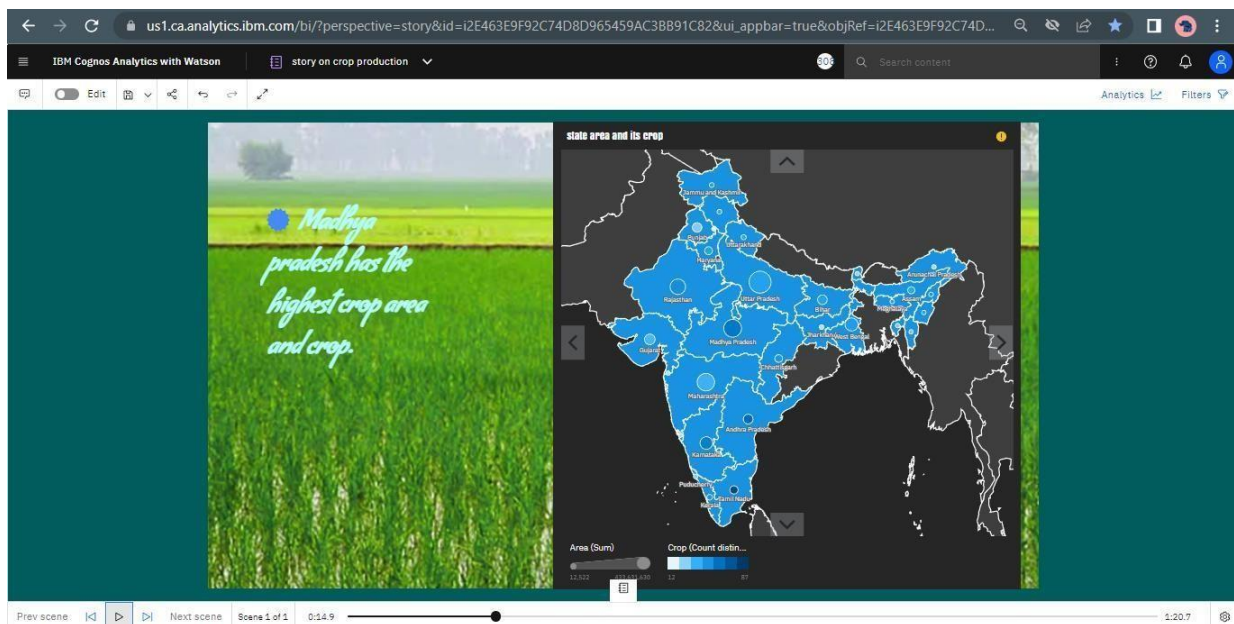 us1.ca.analytics.ibm.com/bi/?perspective=story&id=i2E463E9F92C74D8D965459AC3BB91C82&ui_appbar=true&objRef=i2E463E9F92C74D...
IBM Cognos Analytics with Watson
story on crop production
Search content
Edit
Analytics
Filters
Madhya
pradesh has the
highest crop area
and crop.
state area and its crop
Jammu and Kashmir
Punjab
Uttarakhand
Haryana
Arunachal Pradesh
Rajasthan
Uttar Pradesh
Bihar
Assam
Meghalaya
Gujarat
Madhya Pradesh
Jharkhand
West Bengal
Chhattisgarh
Maharashtra
Andhra Pradesh
Karnataka
Puducherry
Tamil Nadu
Kerala
Area (Sum)
Crop (Count distin...
12,522
12
87
Prev scene
Next scene
Scene 1 of 1
0:14.9
1:20.7